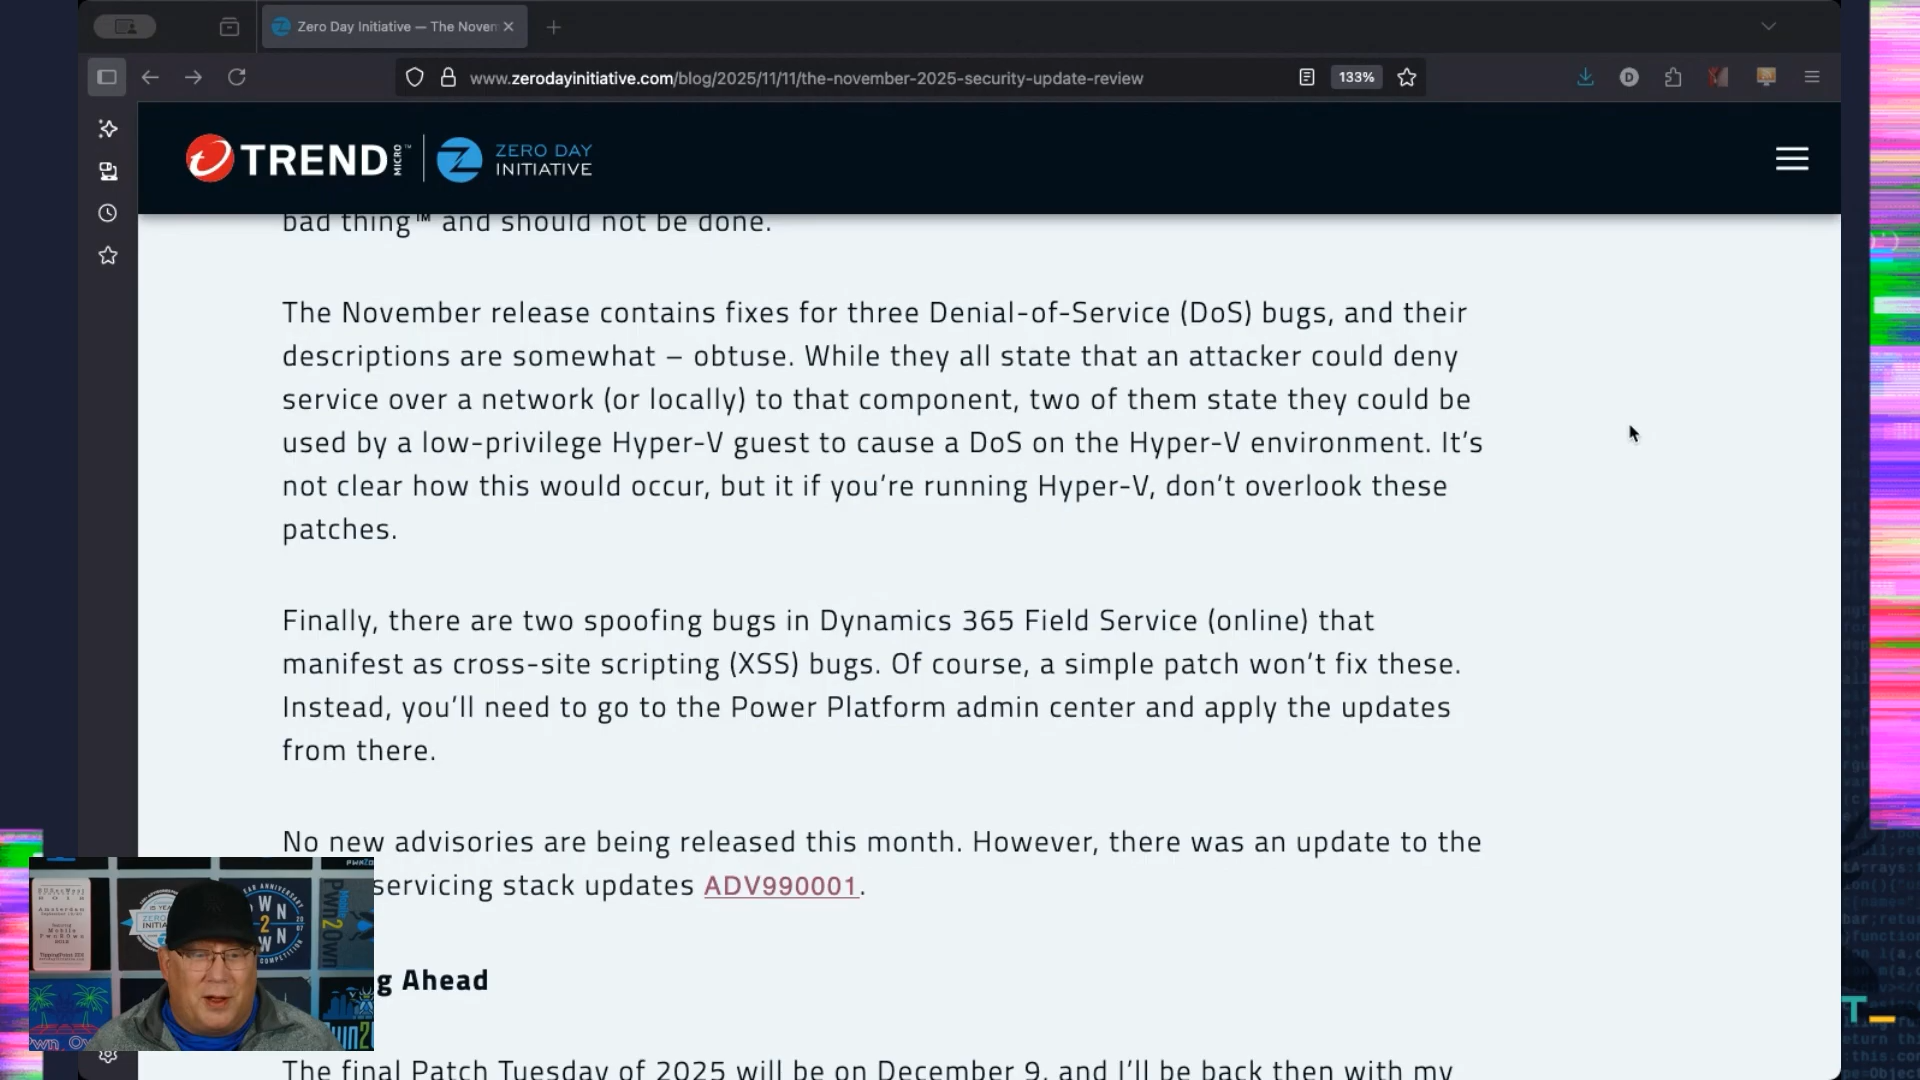 Zero Day Initiative — The Noven
www.zerodayinitiative.com/blog/2025/11/11/the-november-2025-security-update-review
133%
D
TREND MICRO™
ZERO DAY
INITIATIVE
bad thing™ and should not be done.
The November release contains fixes for three Denial-of-Service (DoS) bugs, and their
descriptions are somewhat – obtuse. While they all state that an attacker could deny
service over a network (or locally) to that component, two of them state they could be
used by a low-privilege Hyper-V guest to cause a DoS on the Hyper-V environment. It’s
not clear how this would occur, but it if you’re running Hyper-V, don’t overlook these
patches.
Finally, there are two spoofing bugs in Dynamics 365 Field Service (online) that
manifest as cross-site scripting (XSS) bugs. Of course, a simple patch won’t fix these.
Instead, you’ll need to go to the Power Platform admin center and apply the updates
from there.
No new advisories are being released this month. However, there was an update to the
servicing stack updates ADV990001.
g Ahead
The final Patch Tuesday of 2025 will be on December 9, and I’ll be back then with my